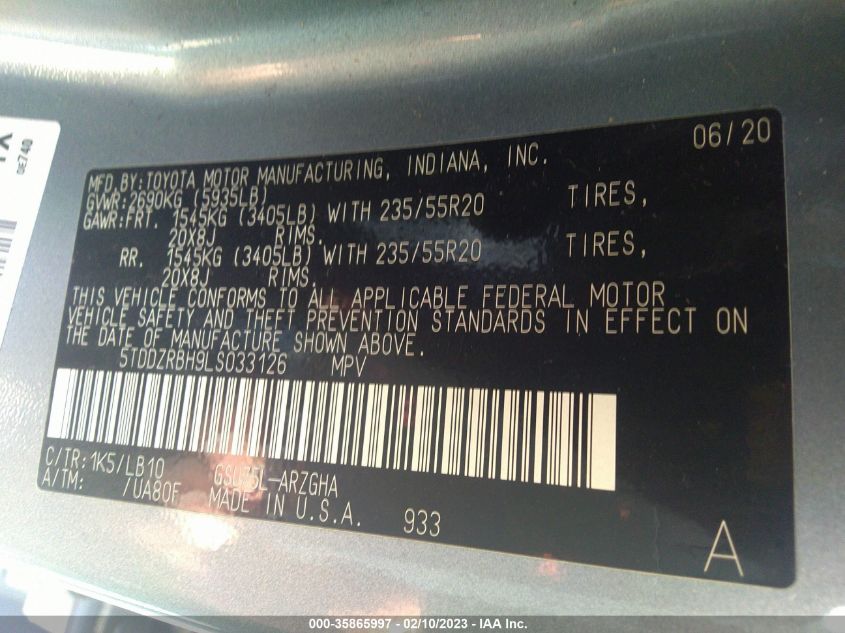 06/20
MFD.BY:TOYOTA MOTOR MANUFACTURING, INDIANA, INC.
GVWR:2690KG (5935LB)
GAWR:FRT. 1545KG (3405LB) WITH 235/55R20 TIRES,
20X8J RIMS.
RR. 1545KG (3405LB) WITH 235/55R20 TIRES,
20X8J RIMS.
THIS VEHICLE CONFORMS TO ALL APPLICABLE FEDERAL MOTOR
VEHICLE SAFETY AND THEFT PREVENTION STANDARDS IN EFFECT ON
THE DATE OF MANUFACTURE SHOWN ABOVE.
5TDDZRBH9LS033126 MPV
C/TR:1K5/LB10 GSU75L-ARZGHA
A/TM: /UA80F MADE IN U.S.A. 933
A
0E740
000-35865997 - 02/10/2023 - IAA Inc.